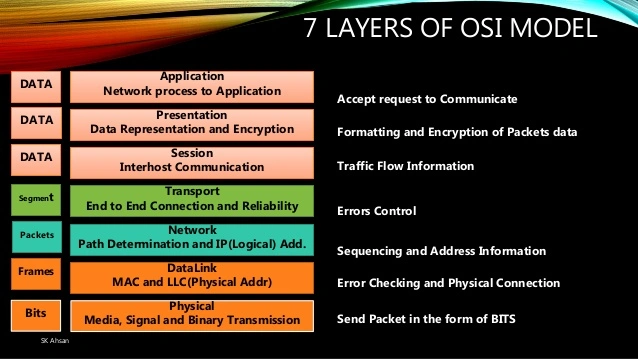 7 LAYERS OF OSI MODEL
DATA
Application
Network process to Application
Accept request to Communicate
DATA
Presentation
Data Representation and Encryption
Formatting and Encryption of Packets data
DATA
Session
Interhost Communication
Traffic Flow Information
Segment
Transport
End to End Connection and Reliability
Errors Control
Packets
Network
Path Determination and IP(Logical) Add.
Sequencing and Address Information
Frames
DataLink
MAC and LLC(Physical Addr)
Error Checking and Physical Connection
Bits
Physical
Media, Signal and Binary Transmission
Send Packet in the form of BITS
SK Ahsan